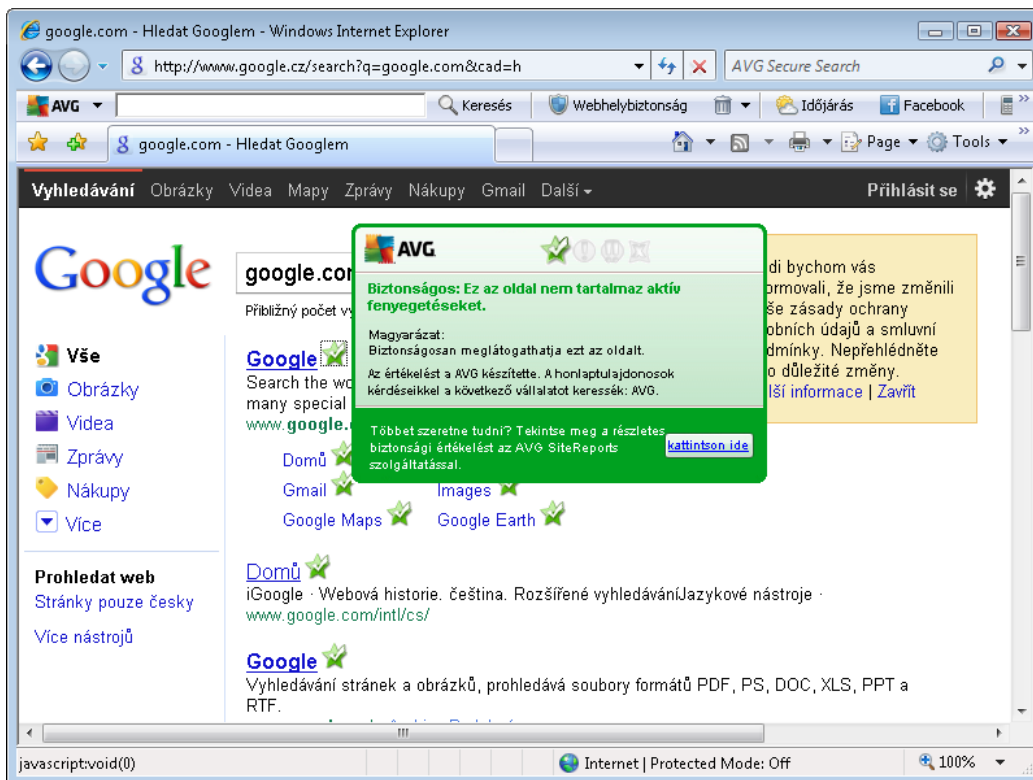 google.com - Hledat Googlem - Windows Internet Explorer
http://www.google.cz/search?q=google.com&cad=h
AVG Secure Search
AVG
Keresés
Webhelybiztonság
Időjárás
Facebook
google.com - Hledat Googlem
Page
Tools
Vyhledávání Obrázky Videa Mapy Zprávy Nákupy Gmail Další
Přihlásit se
Google
google.co
Přibližný počet
AVG
Biztonságos: Ez az oldal nem tartalmaz aktív
fenyegetéseket.
Magyarázat:
Biztonságosan meglátogathatja ezt az oldalt.
Az értékelést a AVG készítette. A honlaptulajdonosok
kérdéseikkel a következő vállalatot keressék: AVG.
Többet szeretne tudni? Tekintse meg a részletes
biztonsági értékelést az AVG SiteReports
szolgáltatással.
kattintson ide
di bychom vás
ormovali, že jsme změnili
še zásady ochrany
obních údajů a smluvní
dmínky. Nepřehlédněte
o důležité změny.
lší informace | Zavřít
Vše
Obrázky
Videa
Zprávy
Nákupy
Více
Prohledat web
Stránky pouze česky
Více nástrojů
Google
Search the wo
many special
www.google.
Domů
Gmail
Images
Google Maps
Google Earth
Domů
iGoogle · Webová historie. čeština. Rozšířené vyhledáváníJazykové nástroje ·
www.google.com/intl/cs/
Google
Vyhledávání stránek a obrázků, prohledává soubory formátů PDF, PS, DOC, XLS, PPT a
RTF.
javascript:void(0)
Internet | Protected Mode: Off
100%